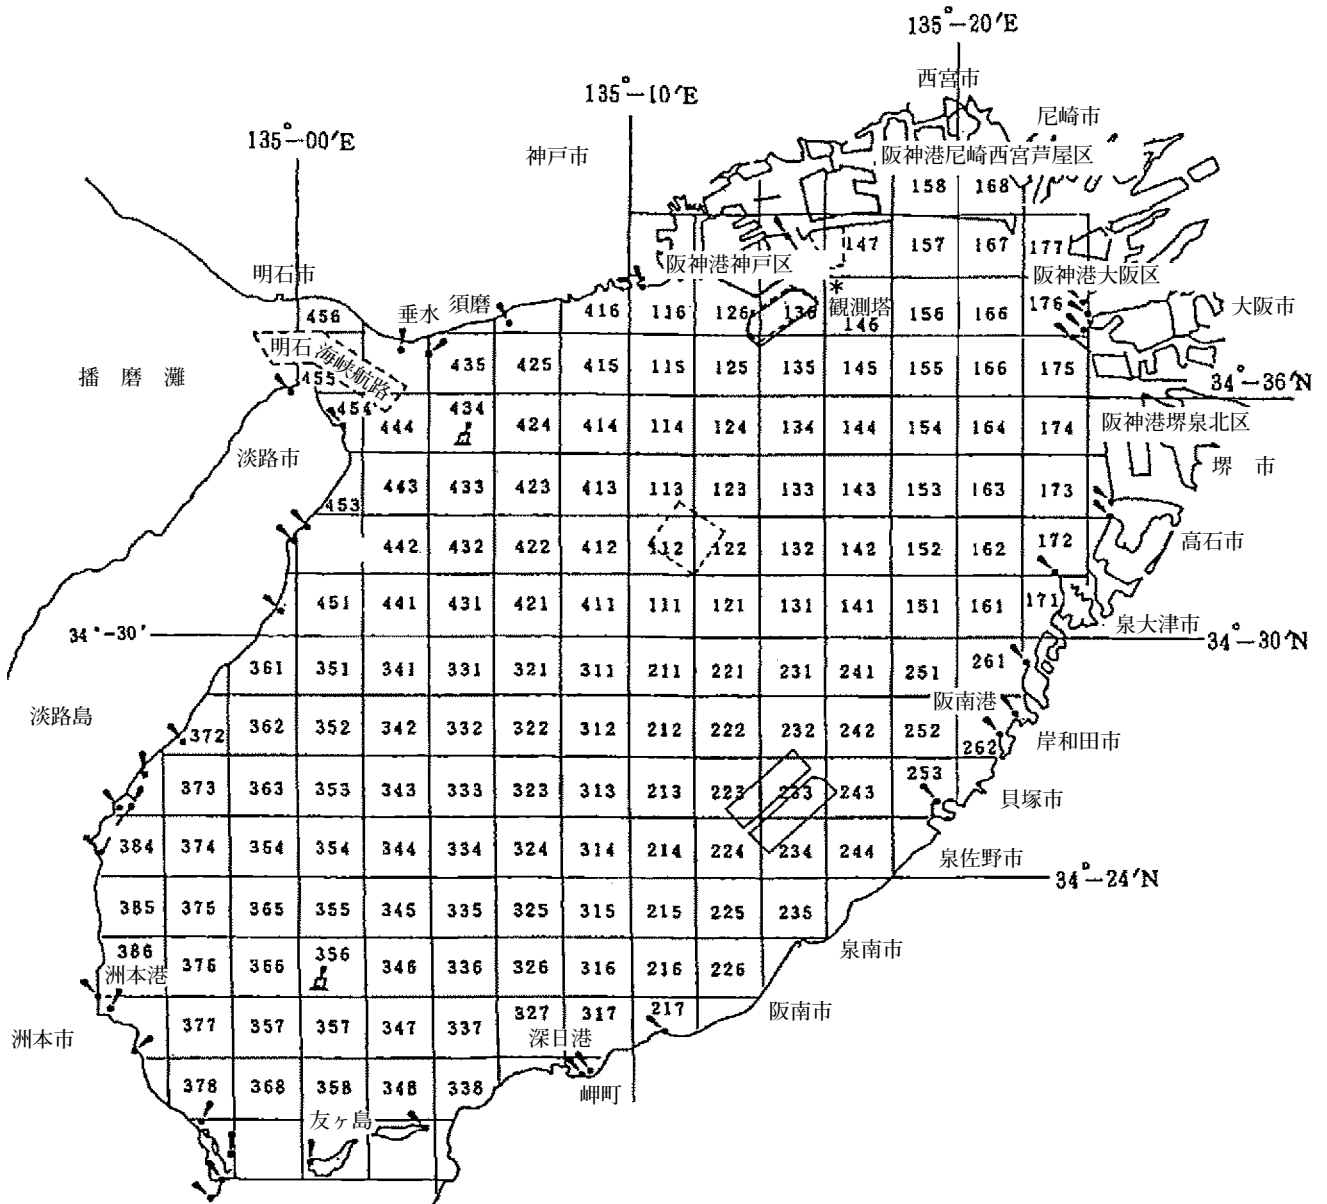 135°-20′E
西宮市
135°-10′E
尼崎市
135°-00′E
神戸市
阪神港尼崎西宮芦屋区
158 168
147 157 167 177
明石市
阪神港神戸区
阪神港大阪区
垂水 須磨
456 416 116 126 136 観測塔 146 156 166 176
大阪市
明石海峡航路
播磨灘
455 435 425 415 115 125 135 145 155 166 175
34°-36′N
454 444 434 424 414 114 124 134 144 154 164 174
阪神港堺泉北区
淡路市
堺市
453 443 433 423 413 113 123 133 143 153 163 173
442 432 422 412 112 122 132 142 152 162 172
高石市
451 441 431 421 411 111 121 131 141 151 161 171
泉大津市
34°-30′
34°-30′N
361 351 341 331 321 311 211 221 231 241 251 261
淡路島
阪南港
372 362 352 342 332 322 312 212 222 232 242 252 262
岸和田市
373 363 353 343 333 323 313 213 223 233 243 253
貝塚市
384 374 364 354 344 334 324 314 214 224 234 244
泉佐野市
34°-24′N
385 375 365 355 345 335 325 315 215 225 235
泉南市
386 376 366 356 346 336 326 316 216 226
洲本港
阪南市
洲本市
377 357 357 347 337 327 317 217
深日港
378 368 358 348 338
岬町
友ヶ島